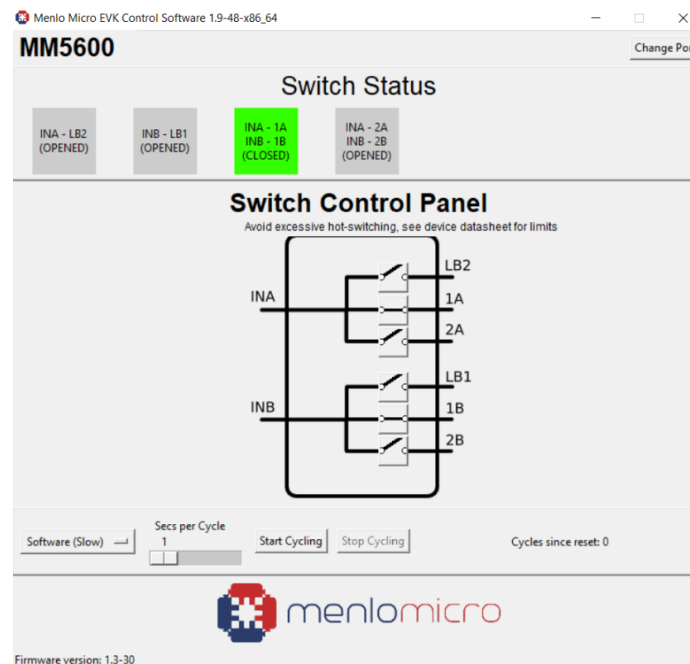 Menlo Micro EVK Control Software 1.9-48-x86_64
MM5600
Change Por
Switch Status
INA - LB2
(OPENED)
INB - LB1
(OPENED)
INA - 1A
INB - 1B
(CLOSED)
INA - 2A
INB - 2B
(OPENED)
Switch Control Panel
Avoid excessive hot-switching, see device datasheet for limits
LB2
INA
1A
2A
LB1
INB
1B
2B
Software (Slow)
Secs per Cycle
1
Start Cycling
Stop Cycling
Cycles since reset: 0
menlomicro
Firmware version: 1.3-30